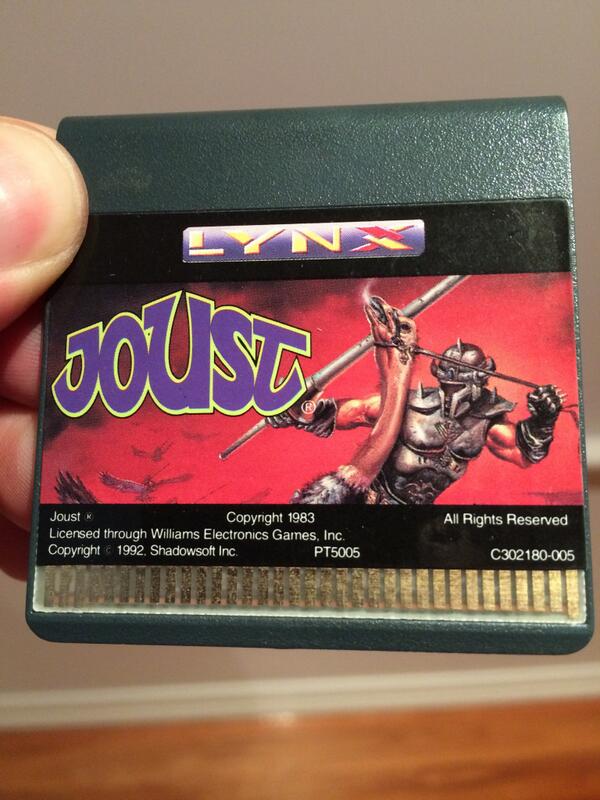 LYNX
JOUST ®
Joust ® Copyright 1983 All Rights Reserved
Licensed through Williams Electronics Games, Inc.
Copyright © 1992, Shadowsoft Inc. PT5005 C302180-005